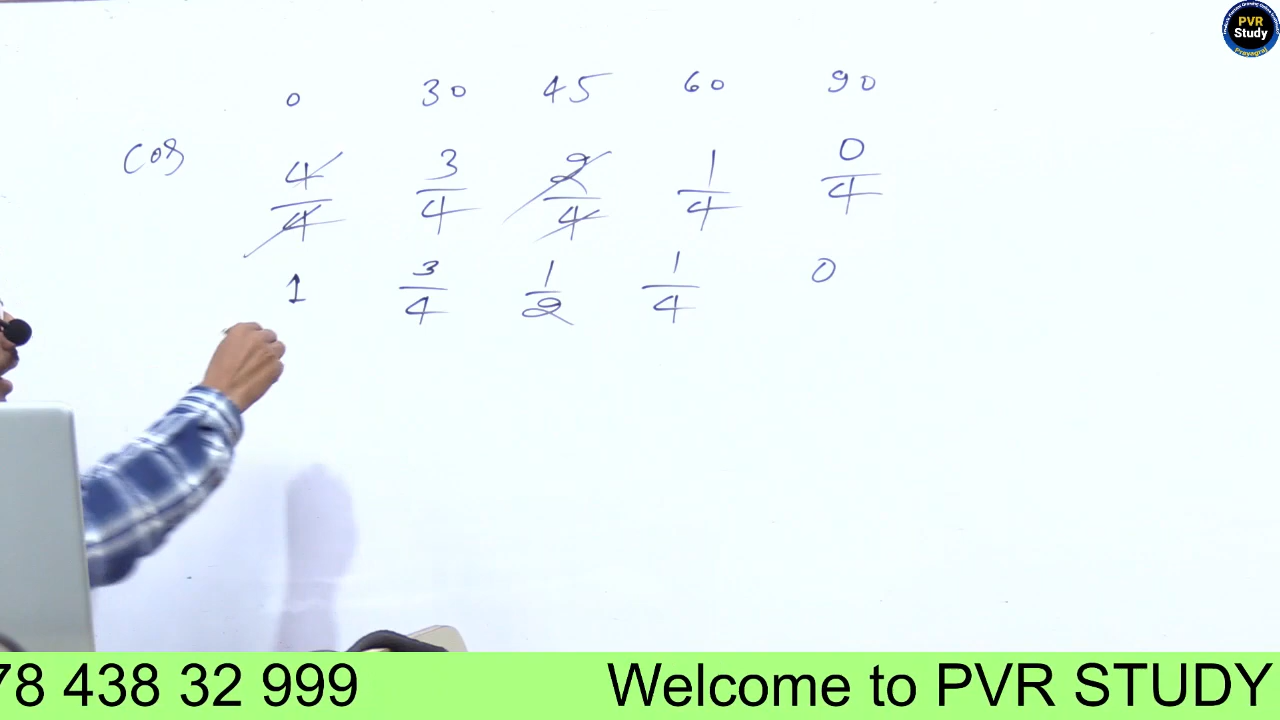 PVR
Study
Prayagraj
0 30 45 60 90
cos 4/4 3/4 2/4 1/4 0/4
1 3/4 1/2 1/4 0
78 438 32 999 Welcome to PVR STUDY